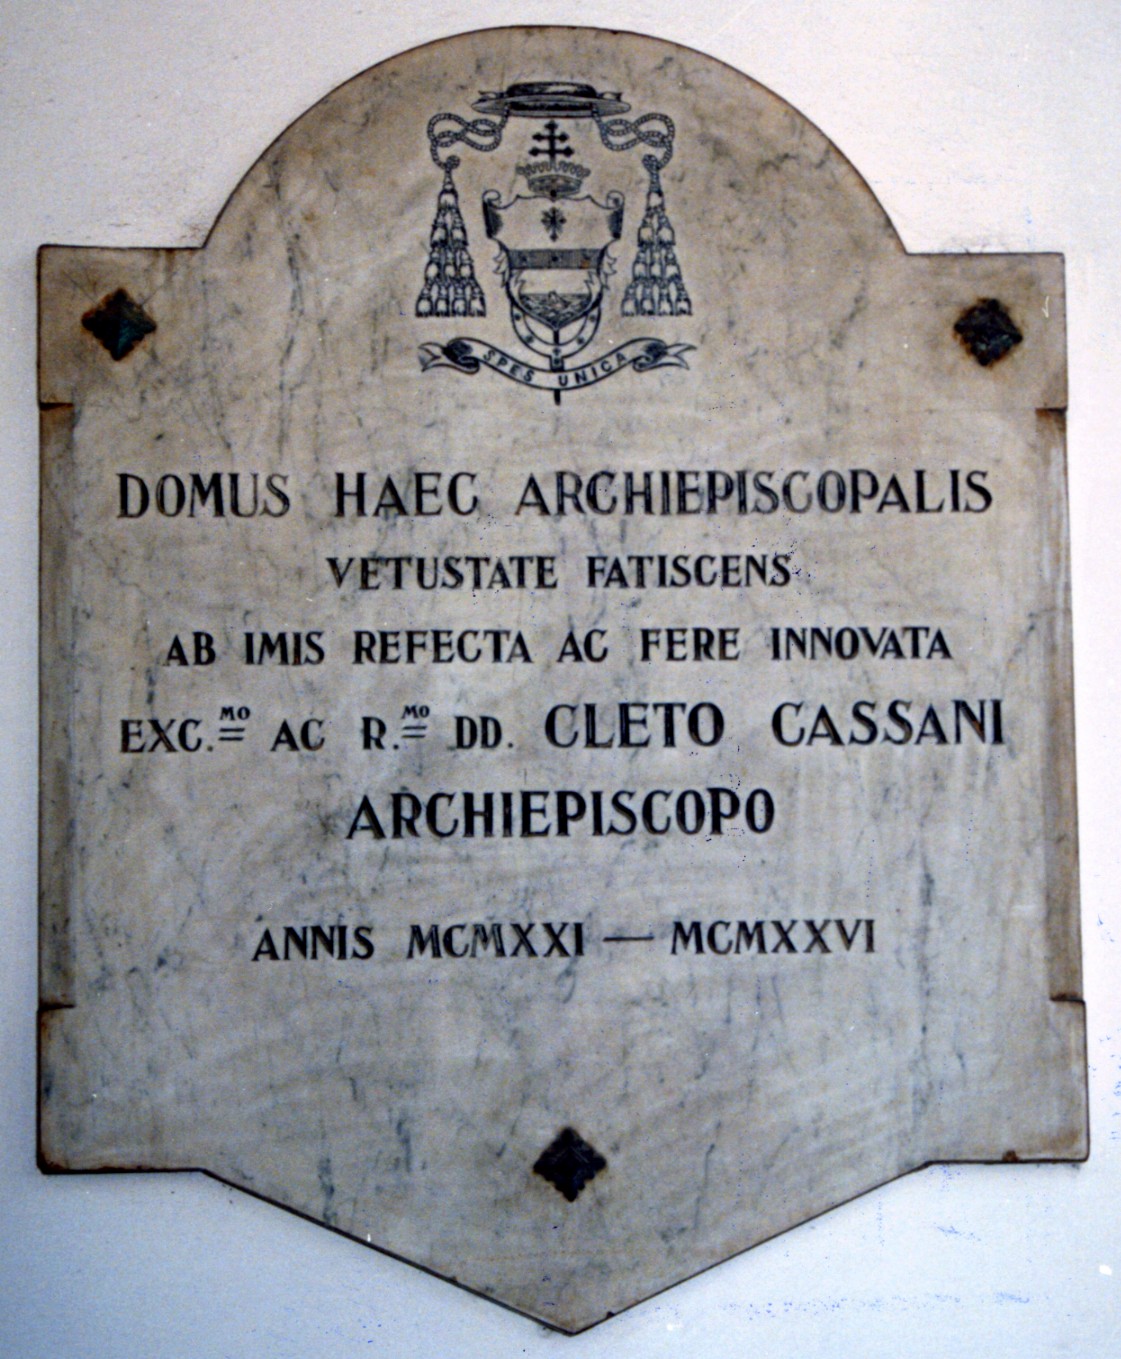 SPES UNICA
DOMUS HAEC ARCHIEPISCOPALIS
VETUSTATE FATISCENS
AB IMIS REFECTA AC FERE INNOVATA
EXC.ᴹᴼ AC R.ᴹᴼ DD. CLETO CASSANI
ARCHIEPISCOPO
ANNIS MCMXXI — MCMXXVI